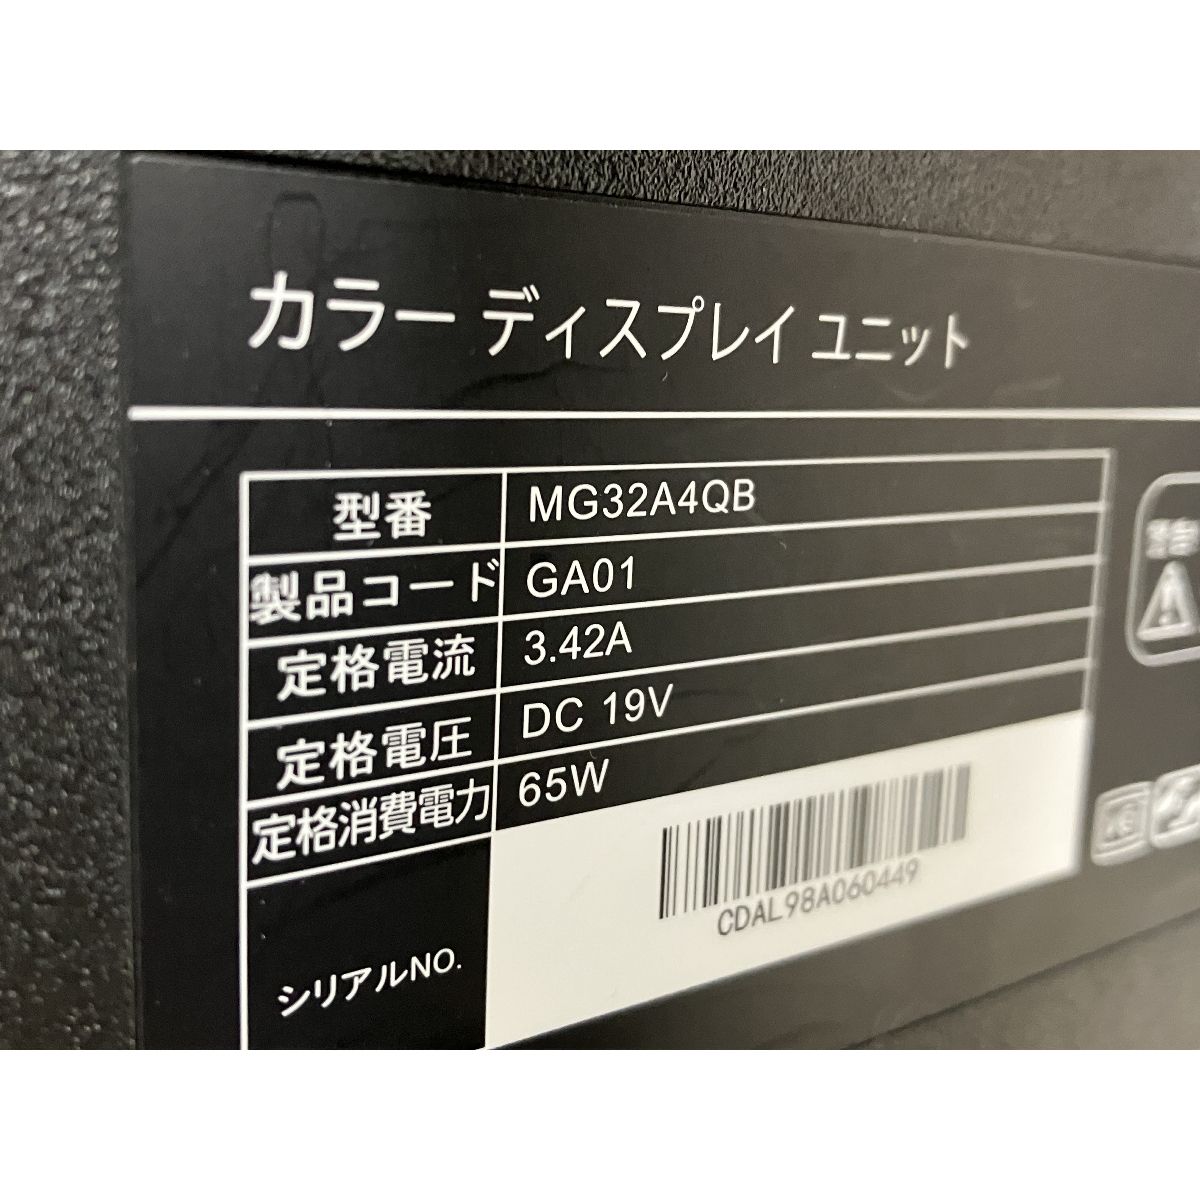 カラー ディスプレイ ユニット
型番 MG32A4QB
製品コード GA01
定格電流 3.42A
定格電圧 DC 19V
定格消費電力 65W
シリアルNO. CDAL98A060449